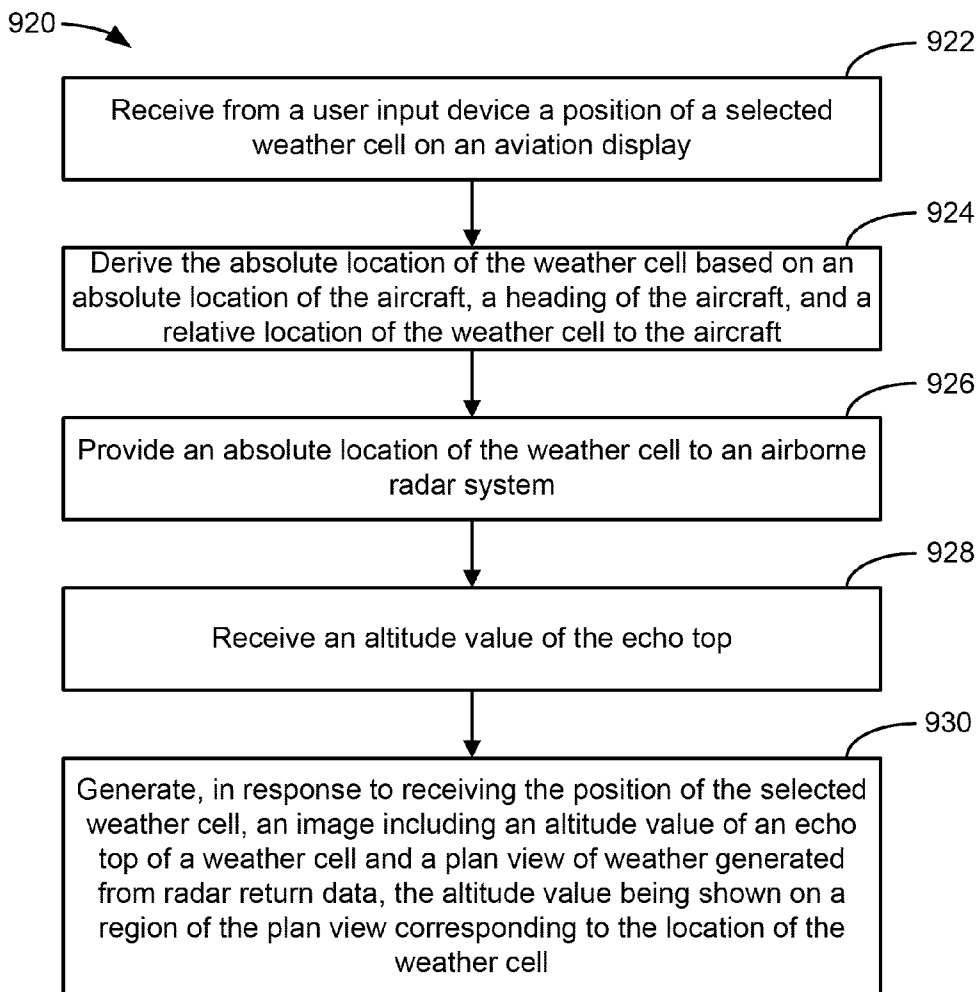 920
922
Receive from a user input device a position of a selected
weather cell on an aviation display
924
Derive the absolute location of the weather cell based on an
absolute location of the aircraft, a heading of the aircraft, and a
relative location of the weather cell to the aircraft
926
Provide an absolute location of the weather cell to an airborne
radar system
928
Receive an altitude value of the echo top
930
Generate, in response to receiving the position of the selected
weather cell, an image including an altitude value of an echo
top of a weather cell and a plan view of weather generated
from radar return data, the altitude value being shown on a
region of the plan view corresponding to the location of the
weather cell